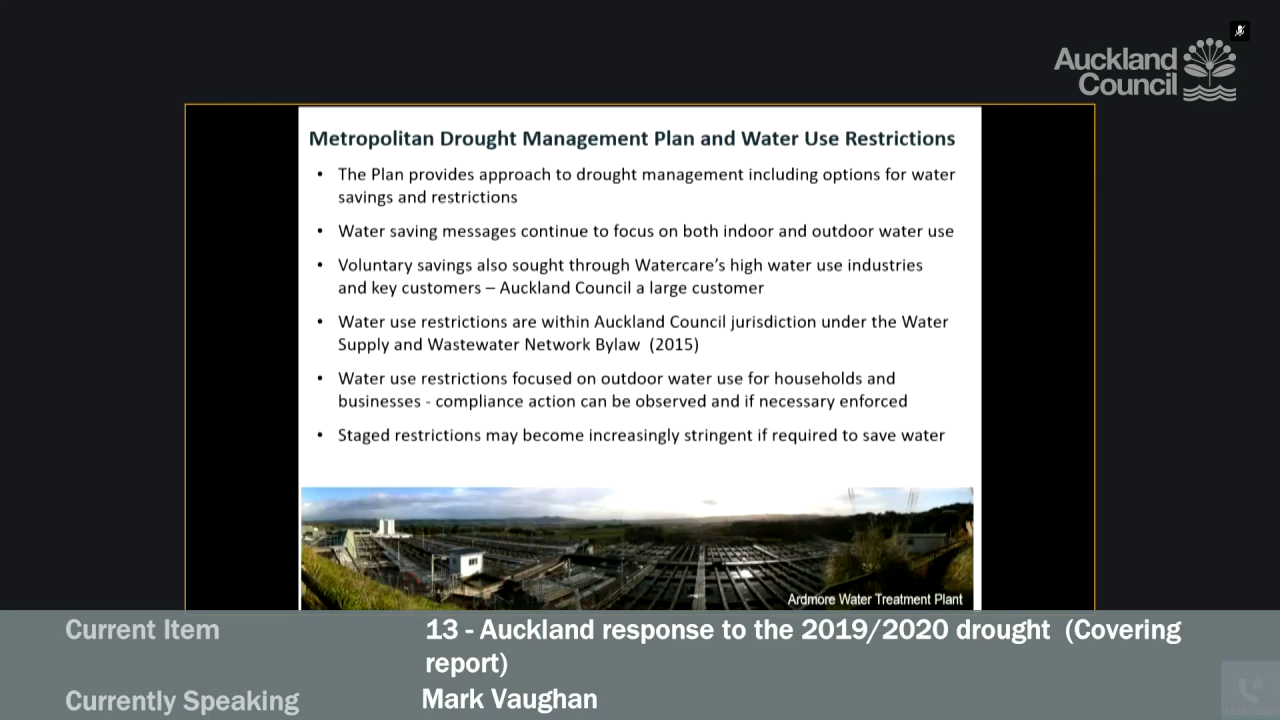 Auckland
Council
Metropolitan Drought Management Plan and Water Use Restrictions
• The Plan provides approach to drought management including options for water
savings and restrictions
• Water saving messages continue to focus on both indoor and outdoor water use
• Voluntary savings also sought through Watercare's high water use industries
and key customers – Auckland Council a large customer
• Water use restrictions are within Auckland Council jurisdiction under the Water
Supply and Wastewater Network Bylaw (2015)
• Water use restrictions focused on outdoor water use for households and
businesses - compliance action can be observed and if necessary enforced
• Staged restrictions may become increasingly stringent if required to save water
Ardmore Water Treatment Plant
Current Item
13 - Auckland response to the 2019/2020 drought (Covering
report)
Currently Speaking
Mark Vaughan